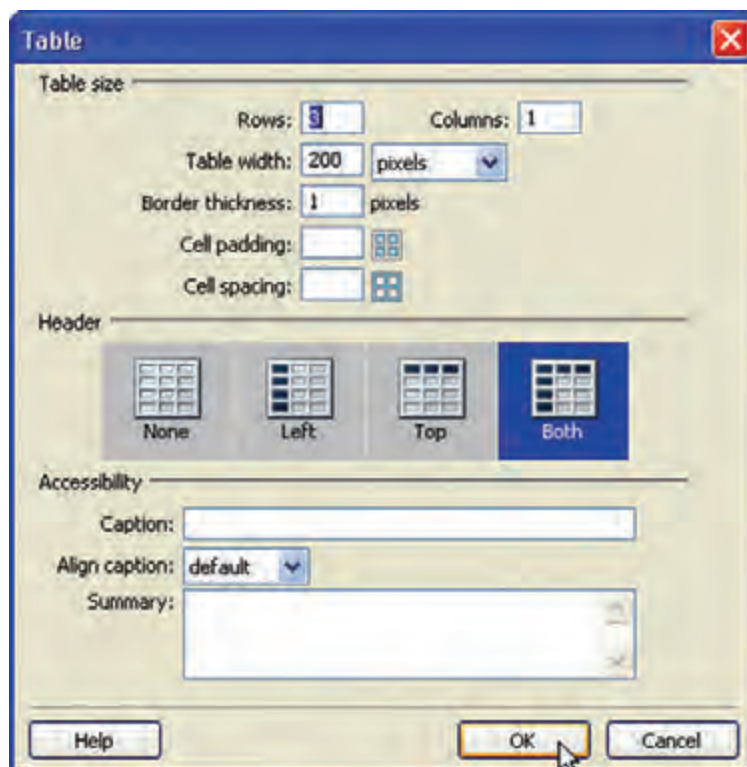 Table
Table size
Rows: 3 Columns: 1
Table width: 200 pixels
Border thickness: 1 pixels
Cell padding:
Cell spacing:
Header
None Left Top Both
Accessibility
Caption:
Align caption: default
Summary:
Help OK Cancel